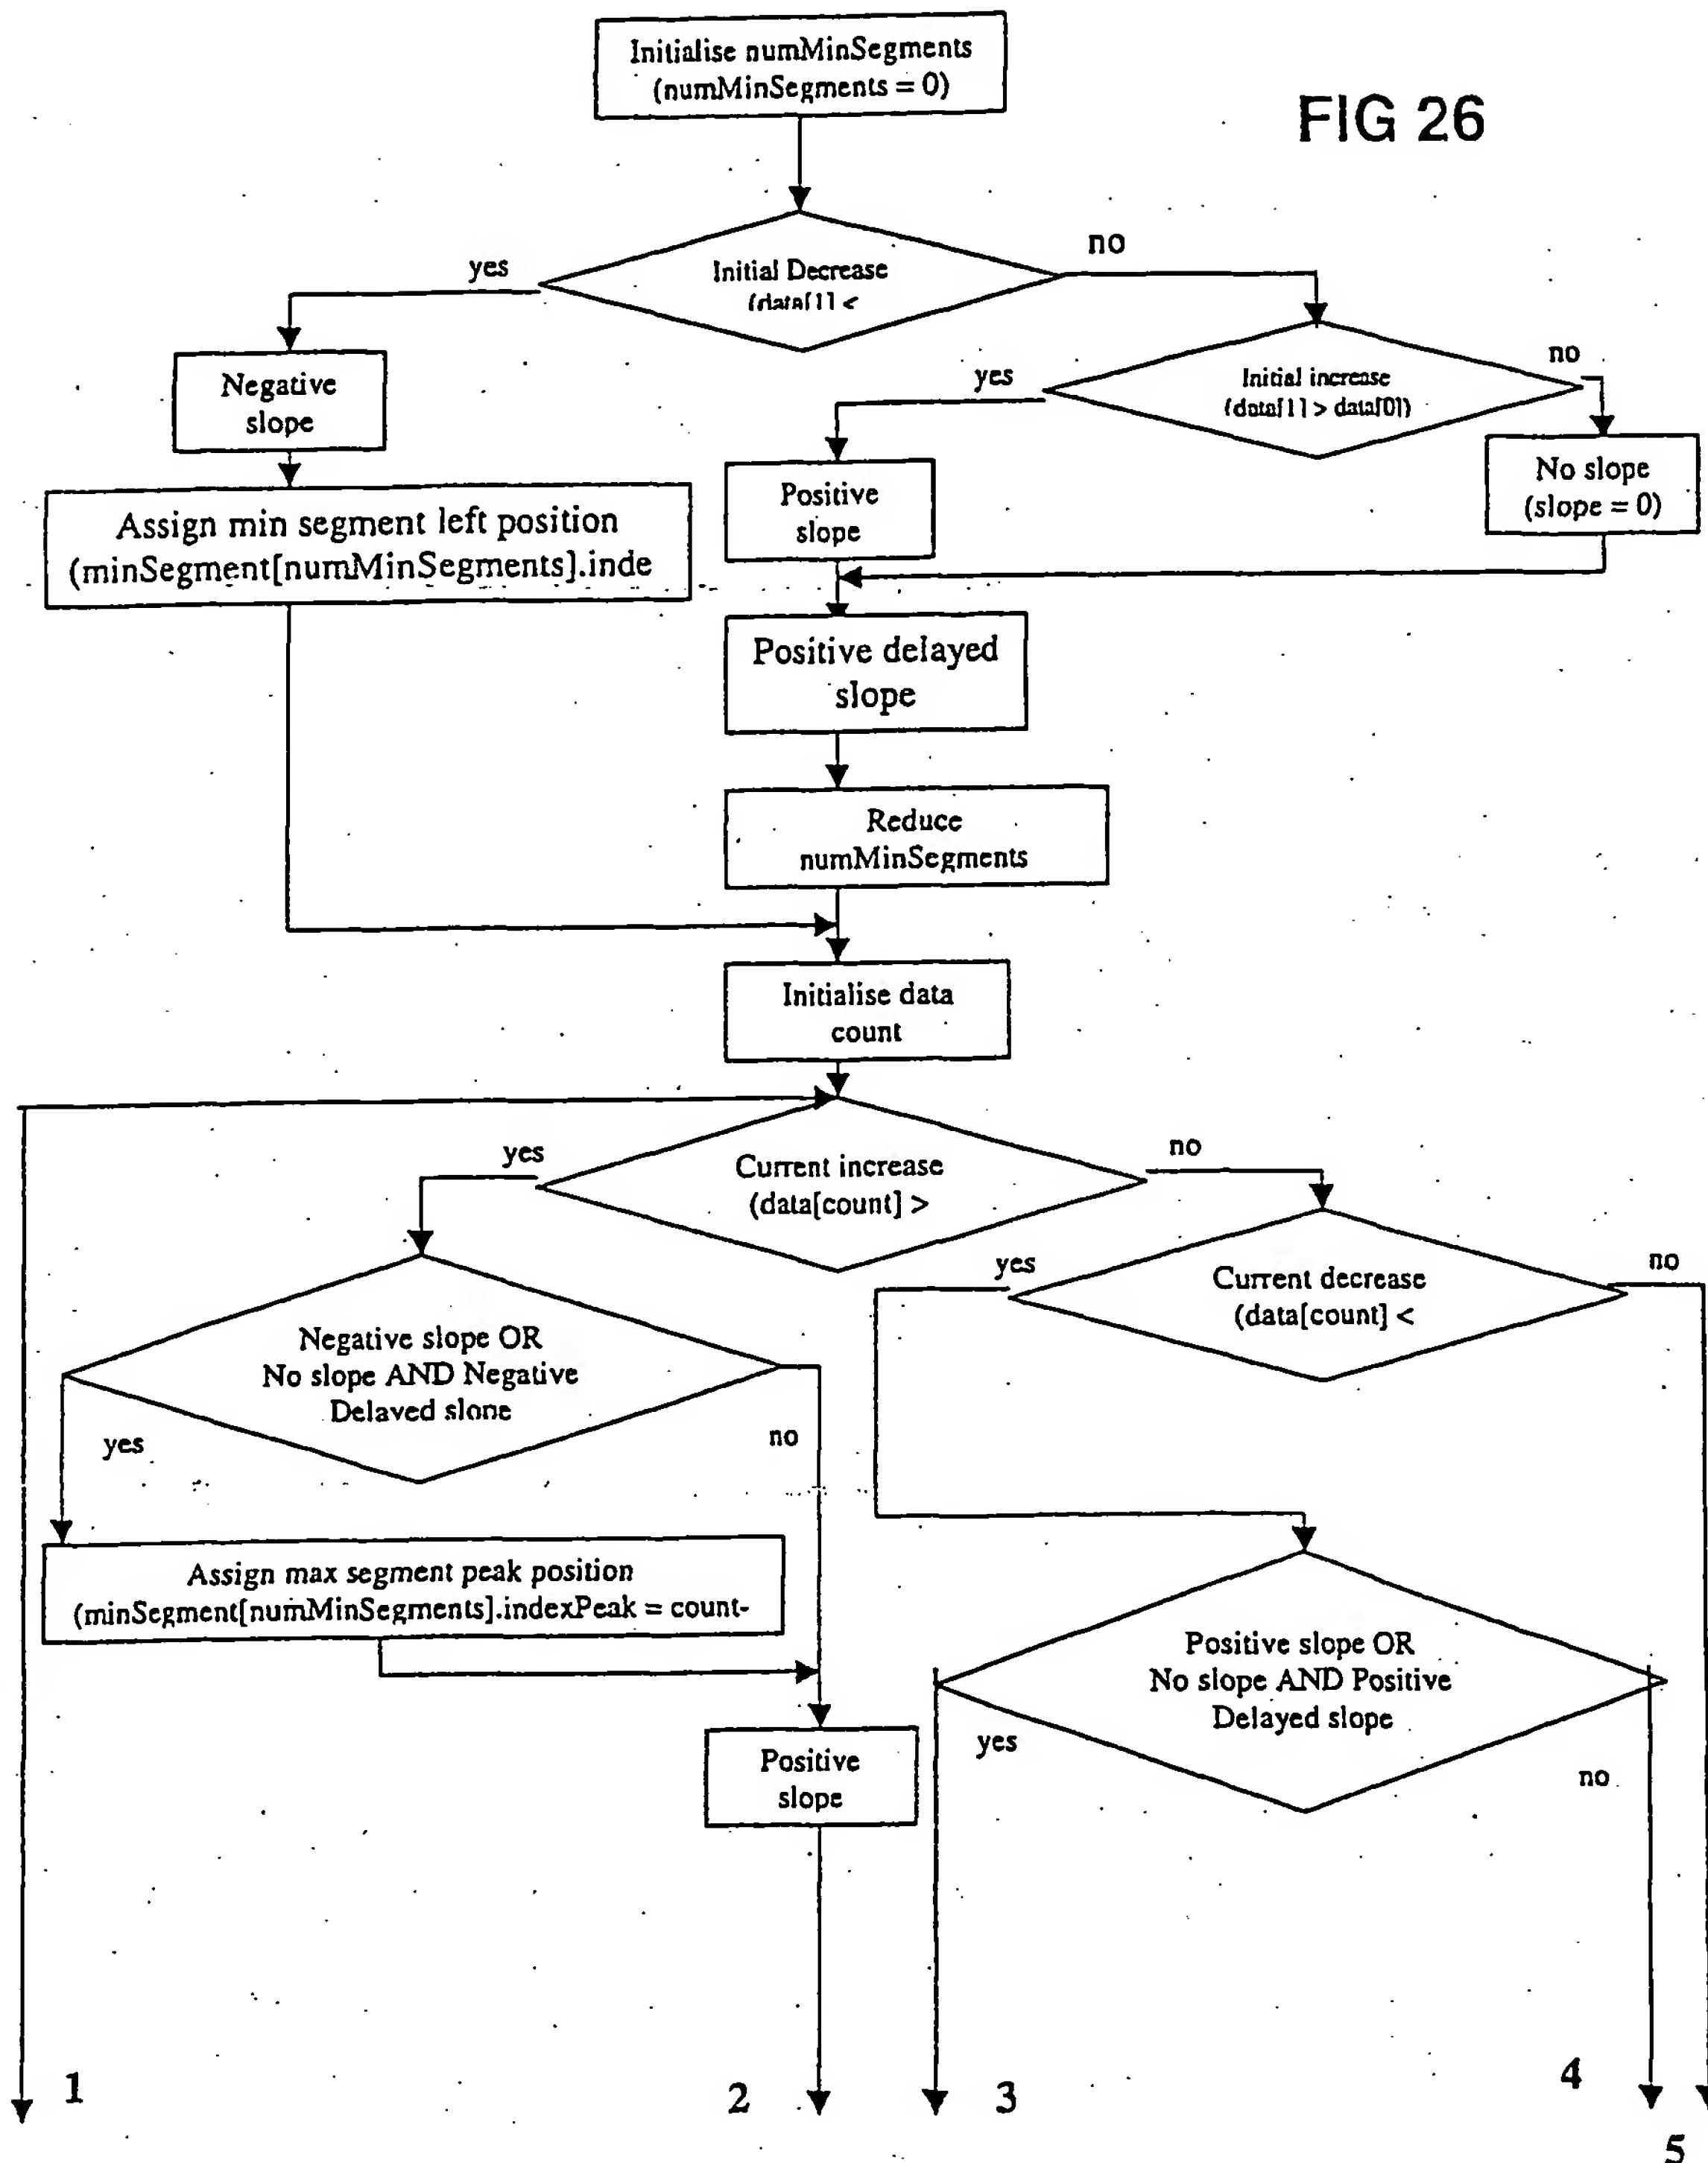 Initialise numMinSegments
(numMinSegments = 0)
FIG 26
yes
Initial Decrease
(data[1] <
no
Negative
slope
yes
Initial increase
(data[1] > data[0])
no
Assign min segment left position
(minSegment[numMinSegments].inde
Positive
slope
No slope
(slope = 0)
Positive delayed
slope
Reduce
numMinSegments
Initialise data
count
yes
Current increase
(data[count] >
no
yes
Current decrease
(data[count] <
no
Negative slope OR
No slope AND Negative
Delayed slope
yes
no
Assign max segment peak position
(minSegment[numMinSegments].indexPeak = count-
Positive slope OR
No slope AND Positive
Delayed slope
yes
no
Positive
slope
1
2
3
4
5